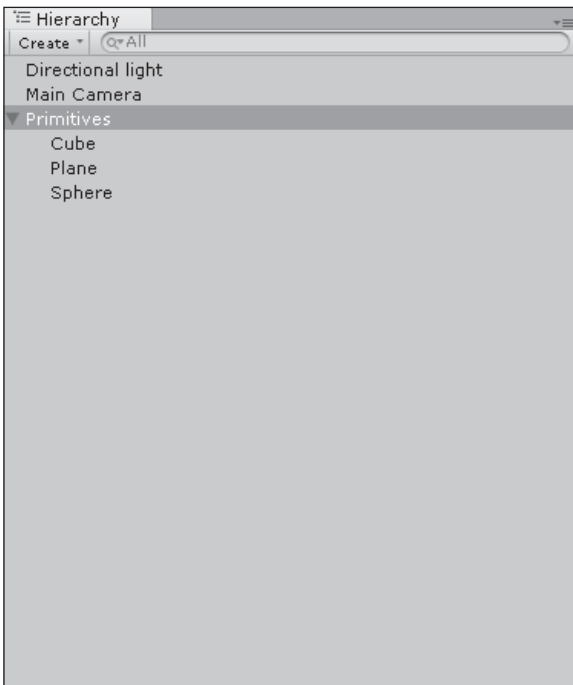 Hierarchy
Create All
Directional light
Main Camera
Primitives
Cube
Plane
Sphere